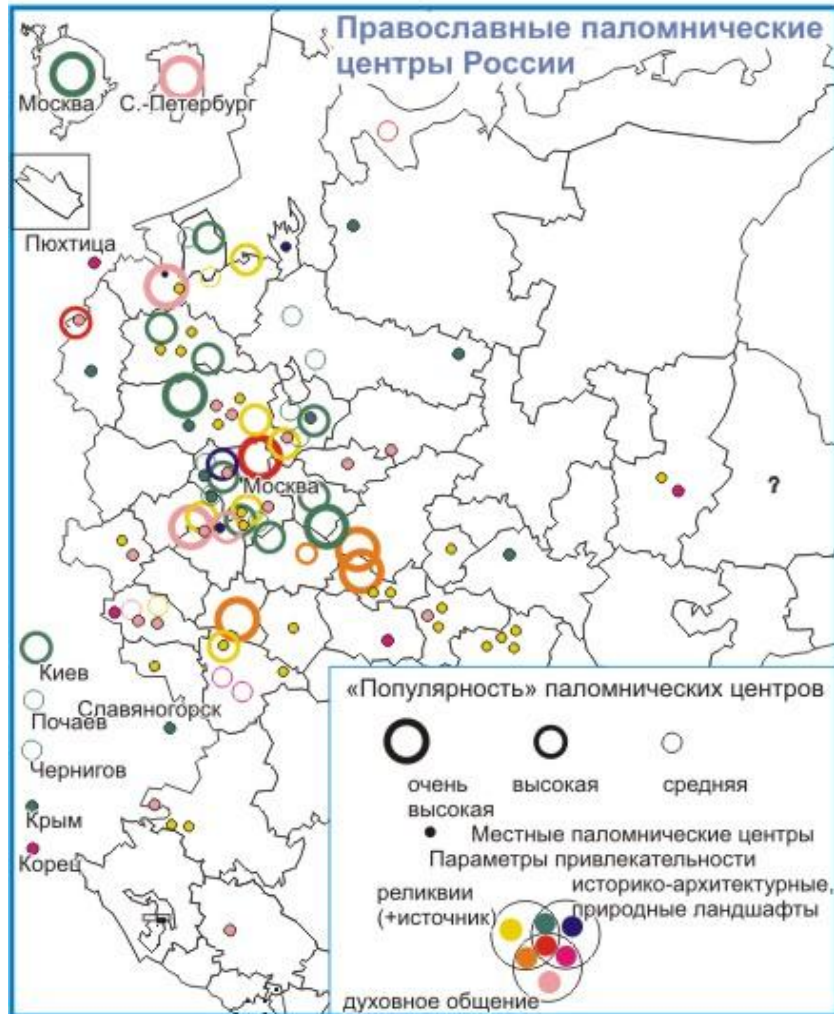 Православные паломнические
центры России
Москва
С.-Петербург
Пюхтица
Москва
?
Киев
Славяногорск
Почаев
Чернигов
Крым
Корец
«Популярность» паломнических центров
очень
высокая
высокая
средняя
Местные паломнические центры
Параметры привлекательности
реликвии
(+источник)
историко-архитектурные,
природные ландшафты
духовное общение